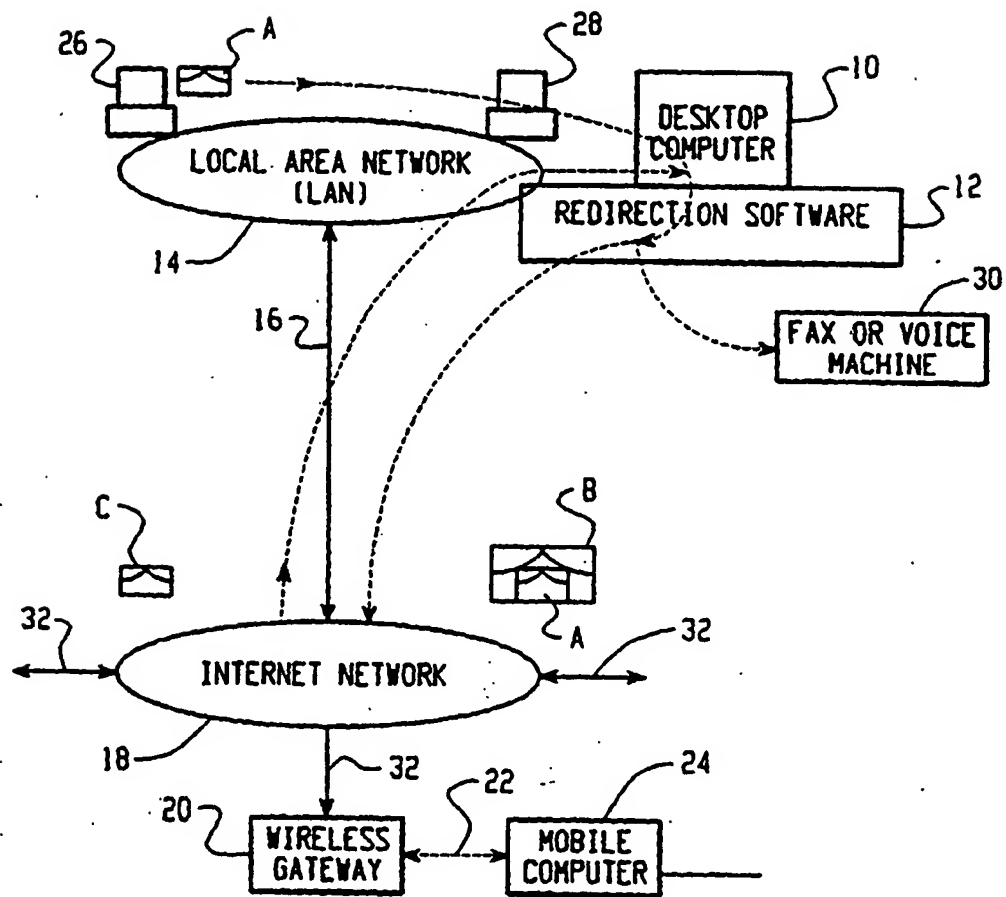 26
A
28
10
DESKTOP
COMPUTER
LOCAL AREA NETWORK
(LAN)
REDIRECTION SOFTWARE
12
14
30
16
FAX OR VOICE
MACHINE
C
B
A
32
32
INTERNET NETWORK
18
32
22
24
20
WIRELESS
GATEWAY
MOBILE
COMPUTER